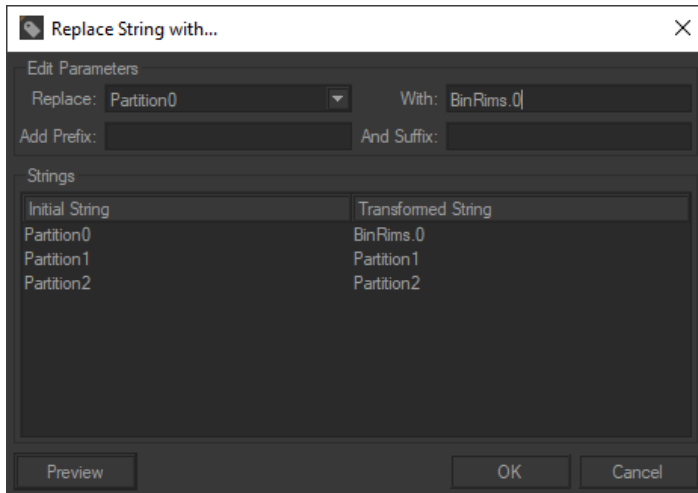 Replace String with...
Edit Parameters
Replace: Partition0 With: BinRims.0
Add Prefix: And Suffix:
Strings
Initial String Transformed String
Partition0 BinRims.0
Partition1 Partition1
Partition2 Partition2
Preview OK Cancel